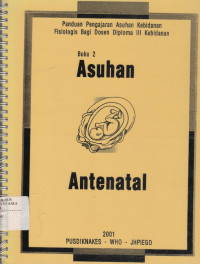 Panduan Pengajaran Asuhan Kebidanan
Fisiologis Bagi Dosen Diploma III Kebidanan
Buku 2
Asuhan
Antenatal
2001
PUSDIKNAKES - WHO - JHPIEGO